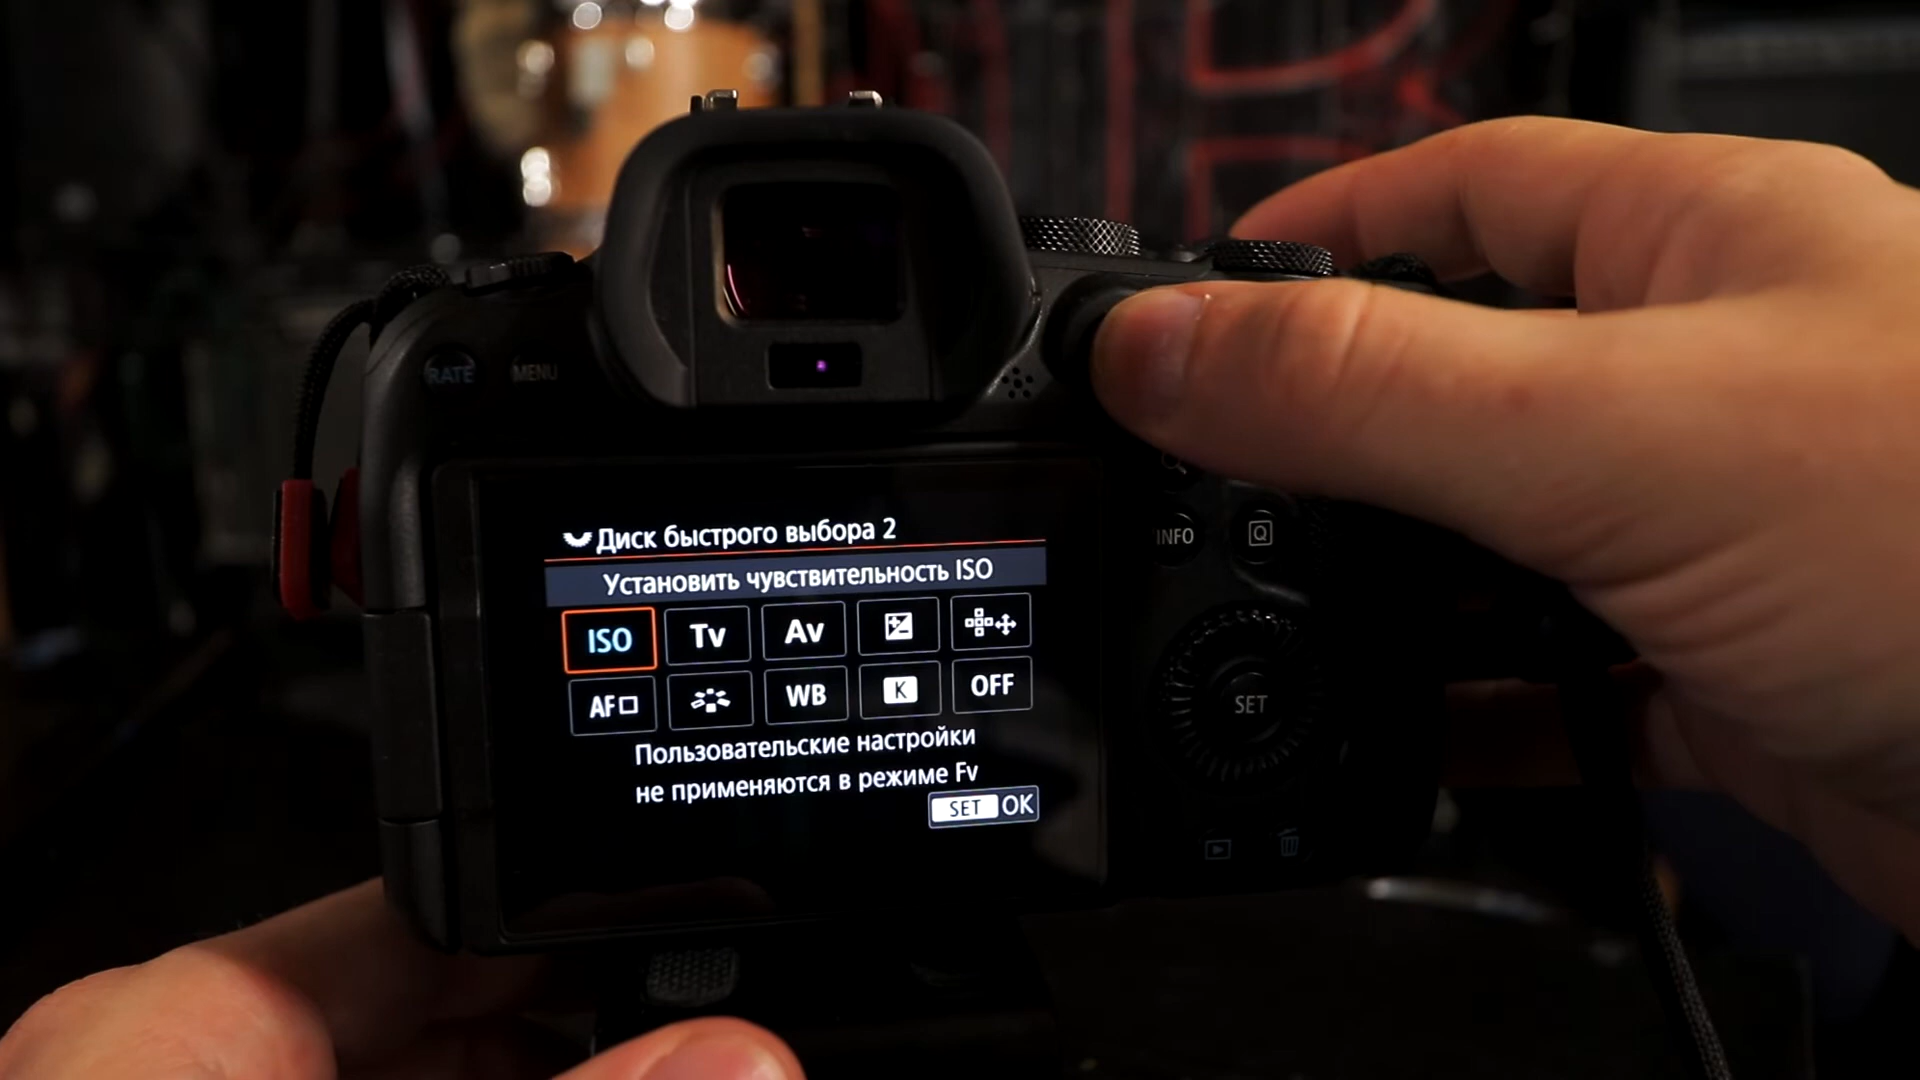 RATE MENU
INFO Q
Диск быстрого выбора 2
Установить чувствительность ISO
ISO Tv Av
AF WB K OFF
Пользовательские настройки
не применяются в режиме Fv
SET OK
SET